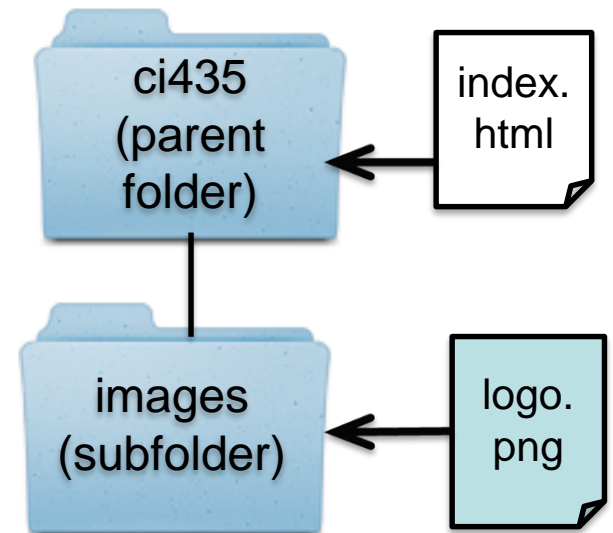 ci435
(parent
folder)
index.
html
images
(subfolder)
logo.
png